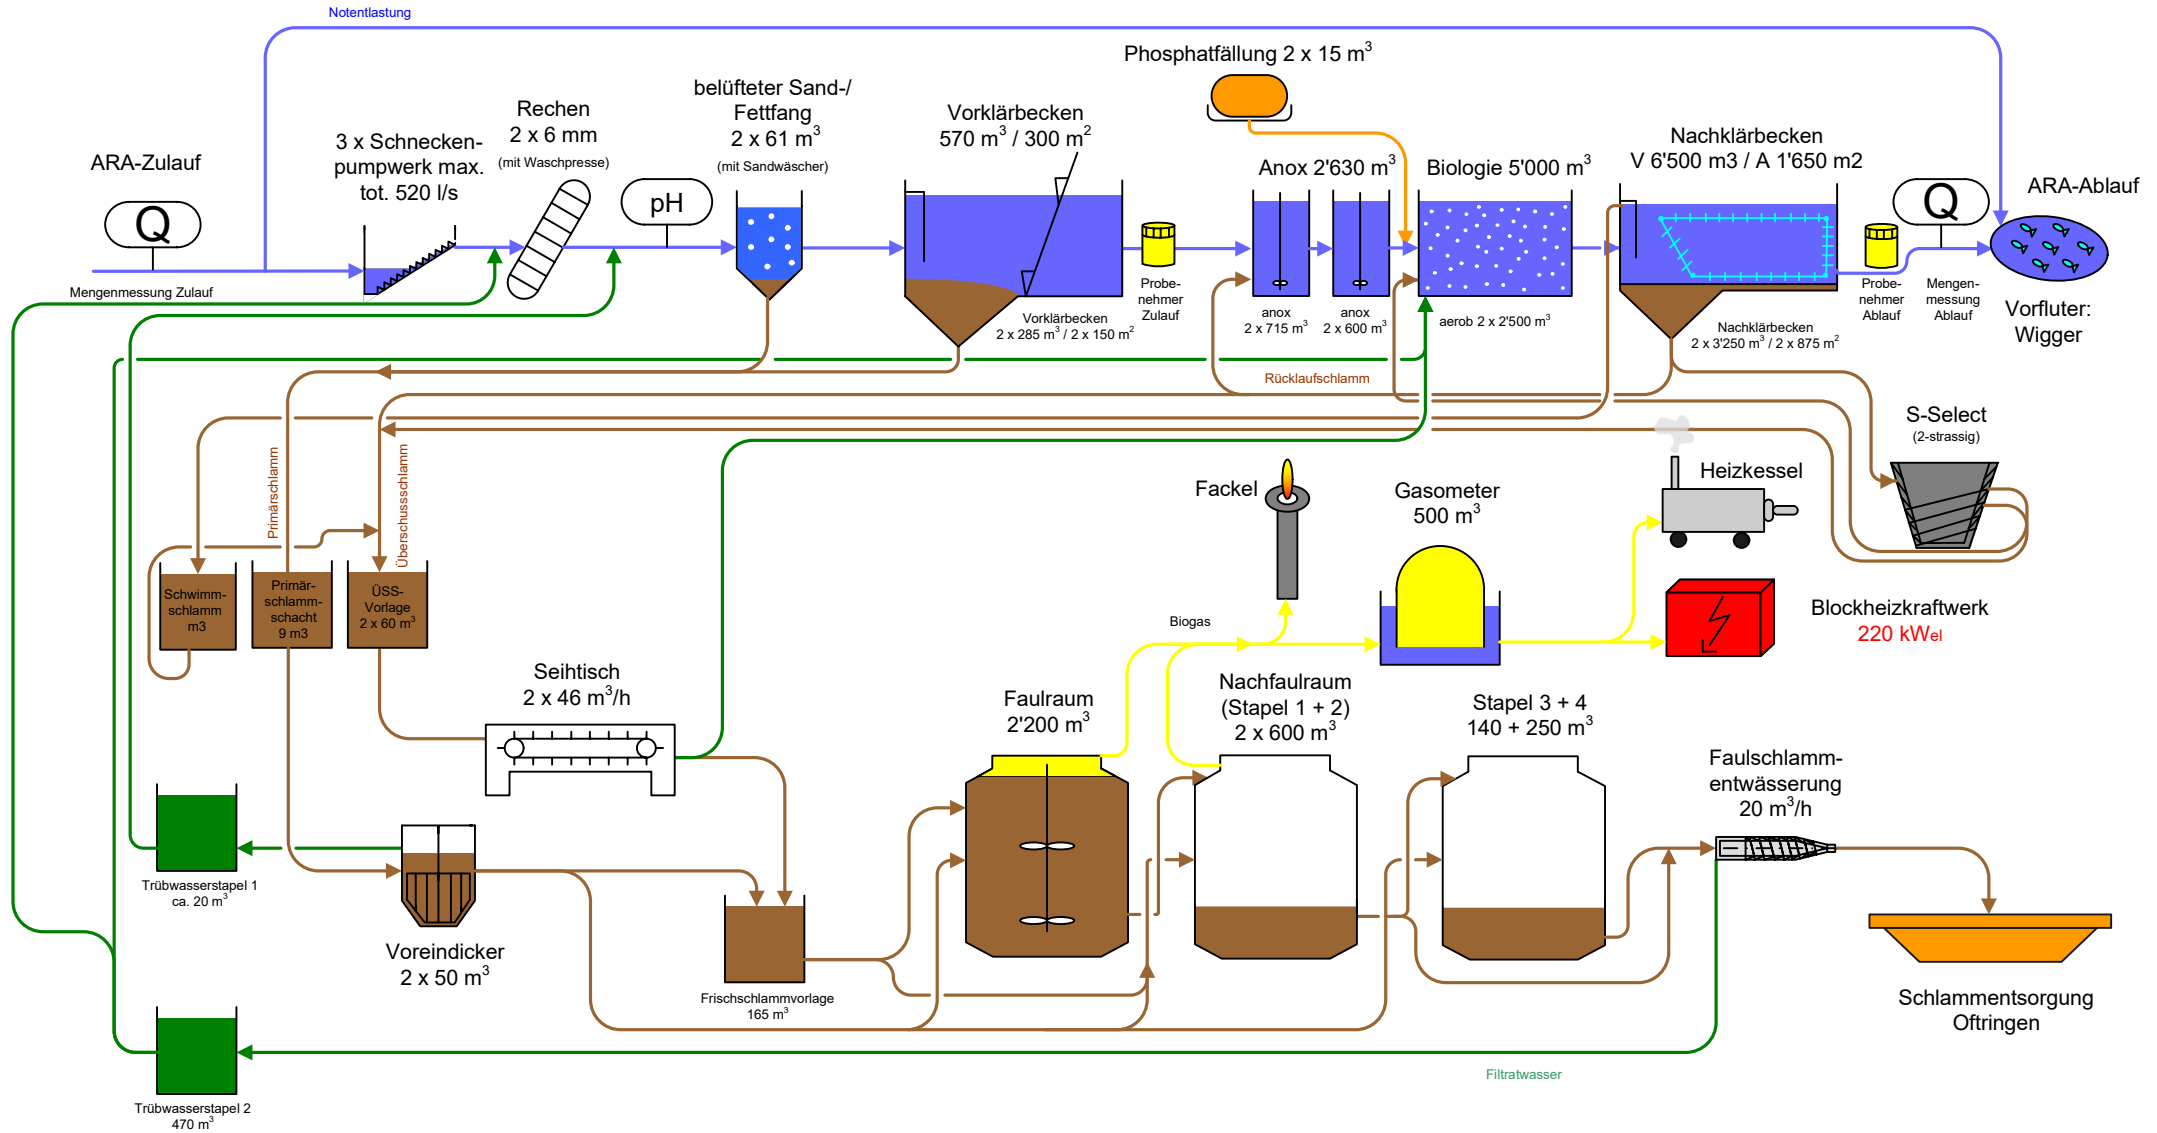 Notentlastung
Phosphatfällung 2 x 15 m³
belüfteter Sand-/
Fettfang
2 x 61 m³
(mit Sandwäscher)
Rechen
2 x 6 mm
(mit Waschpresse)
Vorklärbecken
570 m³ / 300 m²
3 x Schnecken-
pumpwerk max.
tot. 520 l/s
ARA-Zulauf
Q
Mengenmessung Zulauf
pH
Vorklärbecken
2 x 285 m³ / 2 x 150 m²
Probe-
nehmer
Zulauf
Anox 2'630 m³
anox
2 x 715 m³
anox
2 x 600 m³
Biologie 5'000 m³
aerob 2 x 2'500 m³
Nachklärbecken
V 6'500 m3 / A 1'650 m2
Nachklärbecken
2 x 3'250 m³ / 2 x 875 m²
Probe-
nehmer
Ablauf
Q
Mengen-
messung
Ablauf
ARA-Ablauf
Vorfluter:
Wigger
Rücklaufschlamm
S-Select
(2-strassig)
Primärschlamm
Überschussschlamm
Schwimm-
schlamm
m3
Primär-
schlamm-
schacht
9 m3
ÜSS-
Vorlage
2 x 60 m³
Fackel
Gasometer
500 m³
Heizkessel
Blockheizkraftwerk
220 kWel
Biogas
Seihtisch
2 x 46 m³/h
Faulraum
2'200 m³
Nachfaulraum
(Stapel 1 + 2)
2 x 600 m³
Stapel 3 + 4
140 + 250 m³
Faulschlamm-
entwässerung
20 m³/h
Trübwasserstapel 1
ca. 20 m³
Voreindicker
2 x 50 m³
Frischschlammvorlage
165 m³
Schlammentsorgung
Oftringen
Filtratwasser
Trübwasserstapel 2
470 m³